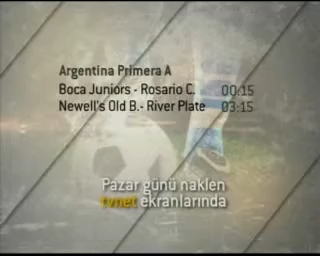 Argentina Primera A
Boca Juniors - Rosario C. 00:15
Newell's Old B.- River Plate 03:15
Pazar günü naklen
tvnet ekranlarında